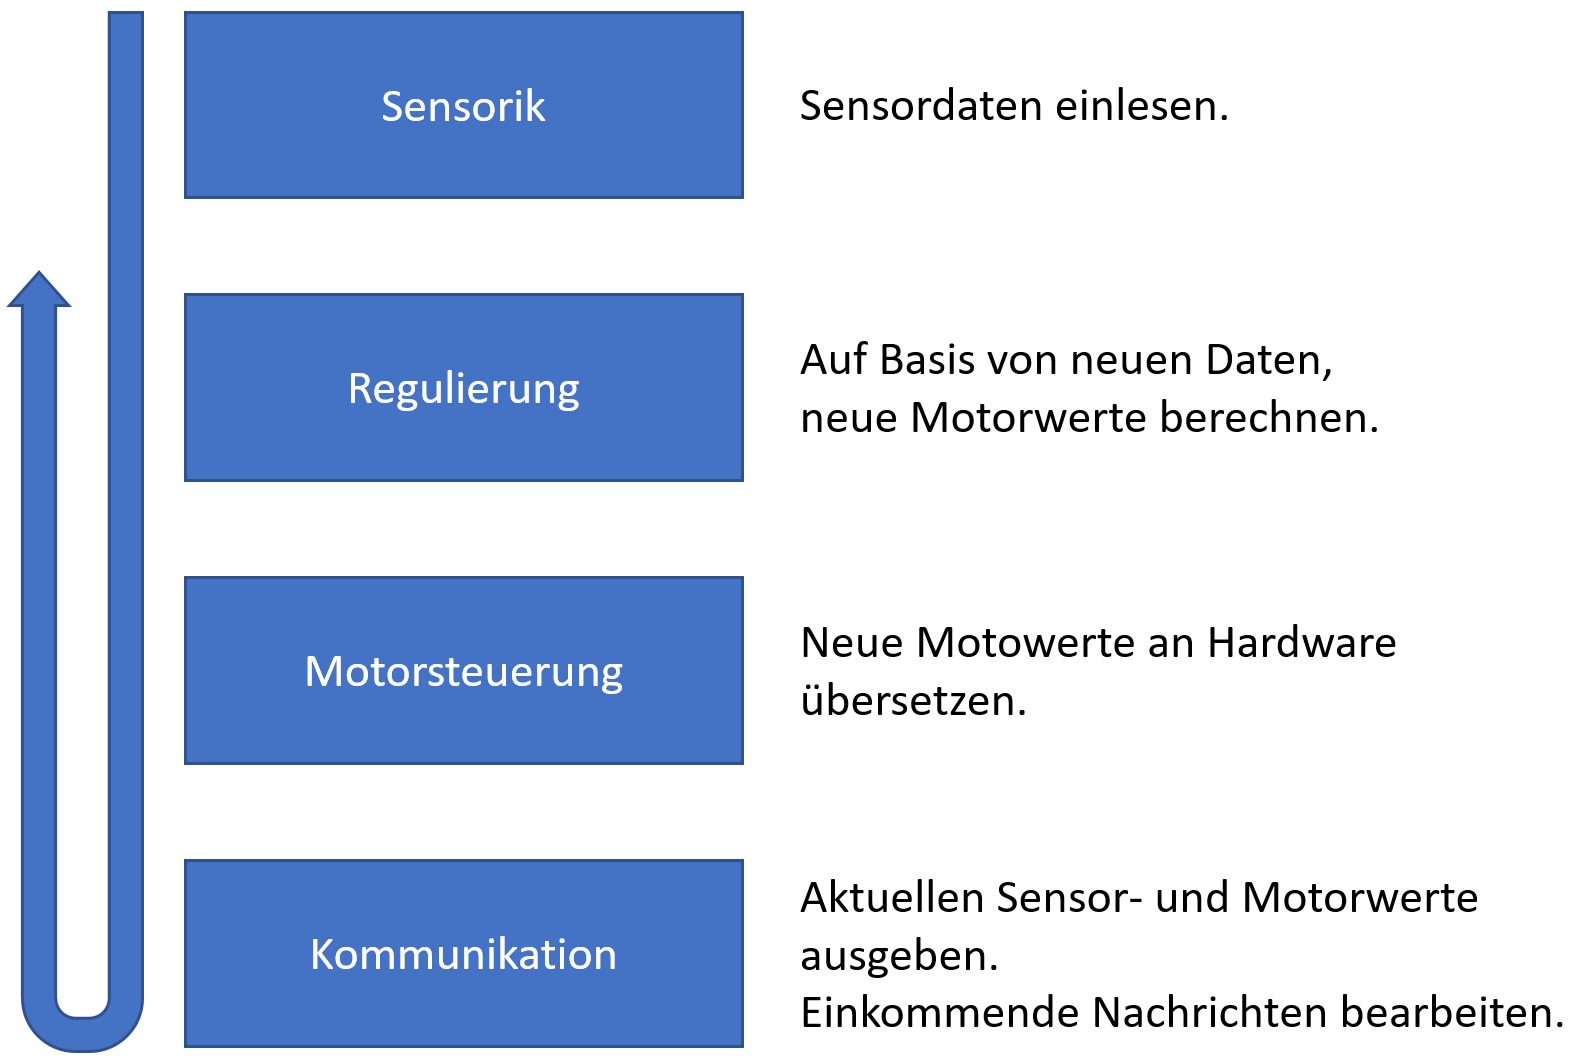 Sensorik
Sensordaten einlesen.
Regulierung
Auf Basis von neuen Daten,
neue Motorwerte berechnen.
Motorsteuerung
Neue Motowerte an Hardware
übersetzen.
Kommunikation
Aktuellen Sensor- und Motorwerte
ausgeben.
Einkommende Nachrichten bearbeiten.